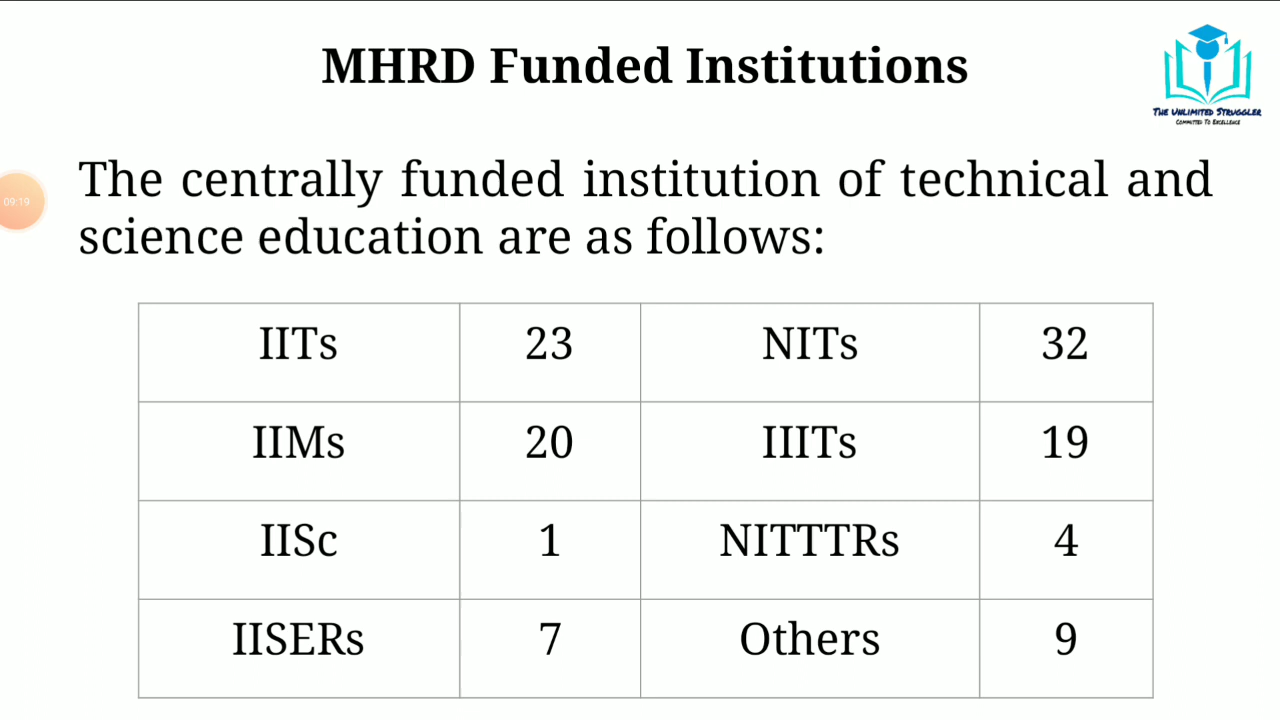 MHRD Funded Institutions
THE UNLIMITED STRUGGLER
COMMITTED TO EXCELLENCE
The centrally funded institution of technical and
science education are as follows:
09:19
IITs 23 NITs 32
IIMs 20 IIITs 19
IISc 1 NITTTRs 4
IISERs 7 Others 9